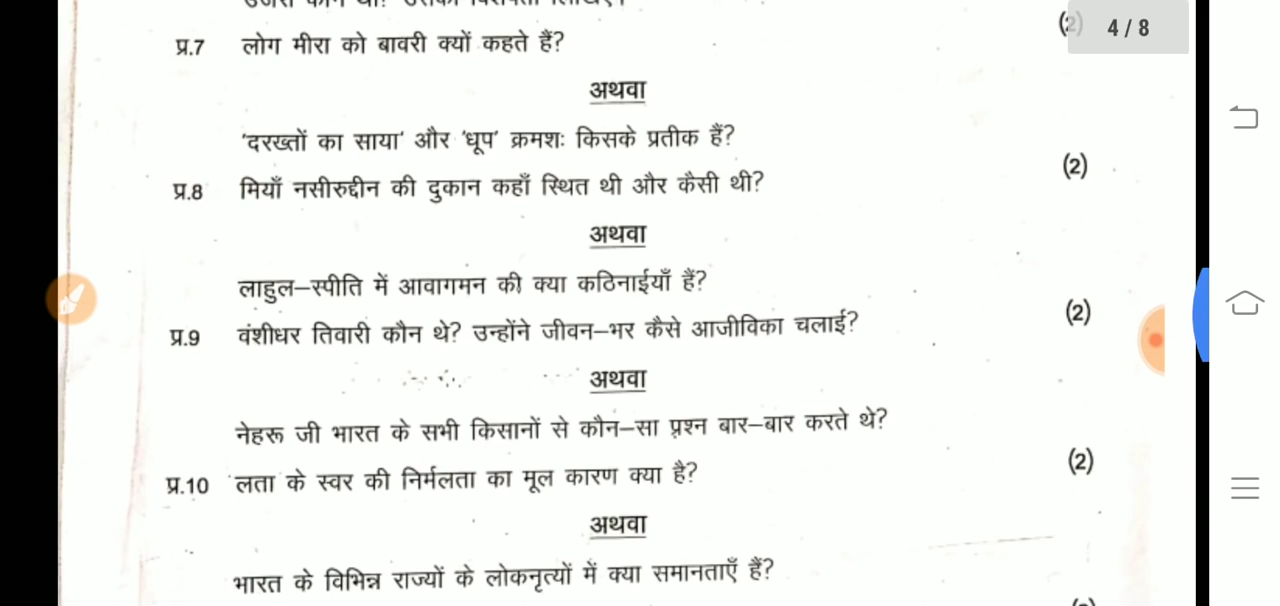 (2)
4 / 8
प्र.7 लोग मीरा को बावरी क्यों कहते हैं?
अथवा
'दरख्तों का साया' और 'धूप' क्रमशः किसके प्रतीक हैं?
(2)
प्र.8 मियाँ नसीरुद्दीन की दुकान कहाँ स्थित थी और कैसी थी?
अथवा
लाहुल–स्पीति में आवागमन की क्या कठिनाईयाँ हैं?
(2)
प्र.9 वंशीधर तिवारी कौन थे? उन्होंने जीवन–भर कैसे आजीविका चलाई?
अथवा
नेहरू जी भारत के सभी किसानों से कौन–सा प्रश्न बार–बार करते थे?
(2)
प्र.10 लता के स्वर की निर्मलता का मूल कारण क्या है?
अथवा
भारत के विभिन्न राज्यों के लोकनृत्यों में क्या समानताएँ हैं?